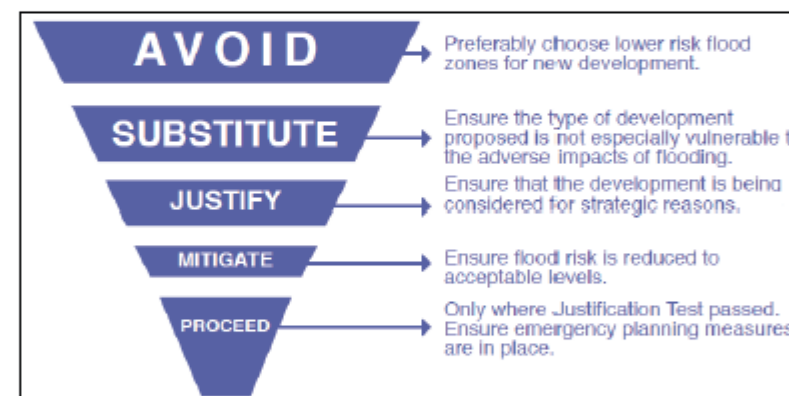 AVOID
Preferably choose lower risk flood
zones for new development.
SUBSTITUTE
Ensure the type of development
proposed is not especially vulnerable t
the adverse impacts of flooding.
JUSTIFY
Ensure that the development is being
considered for strategic reasons.
MITIGATE
Ensure flood risk is reduced to
acceptable levels.
PROCEED
Only where Justification Test passed.
Ensure emergency planning measures
are in place.